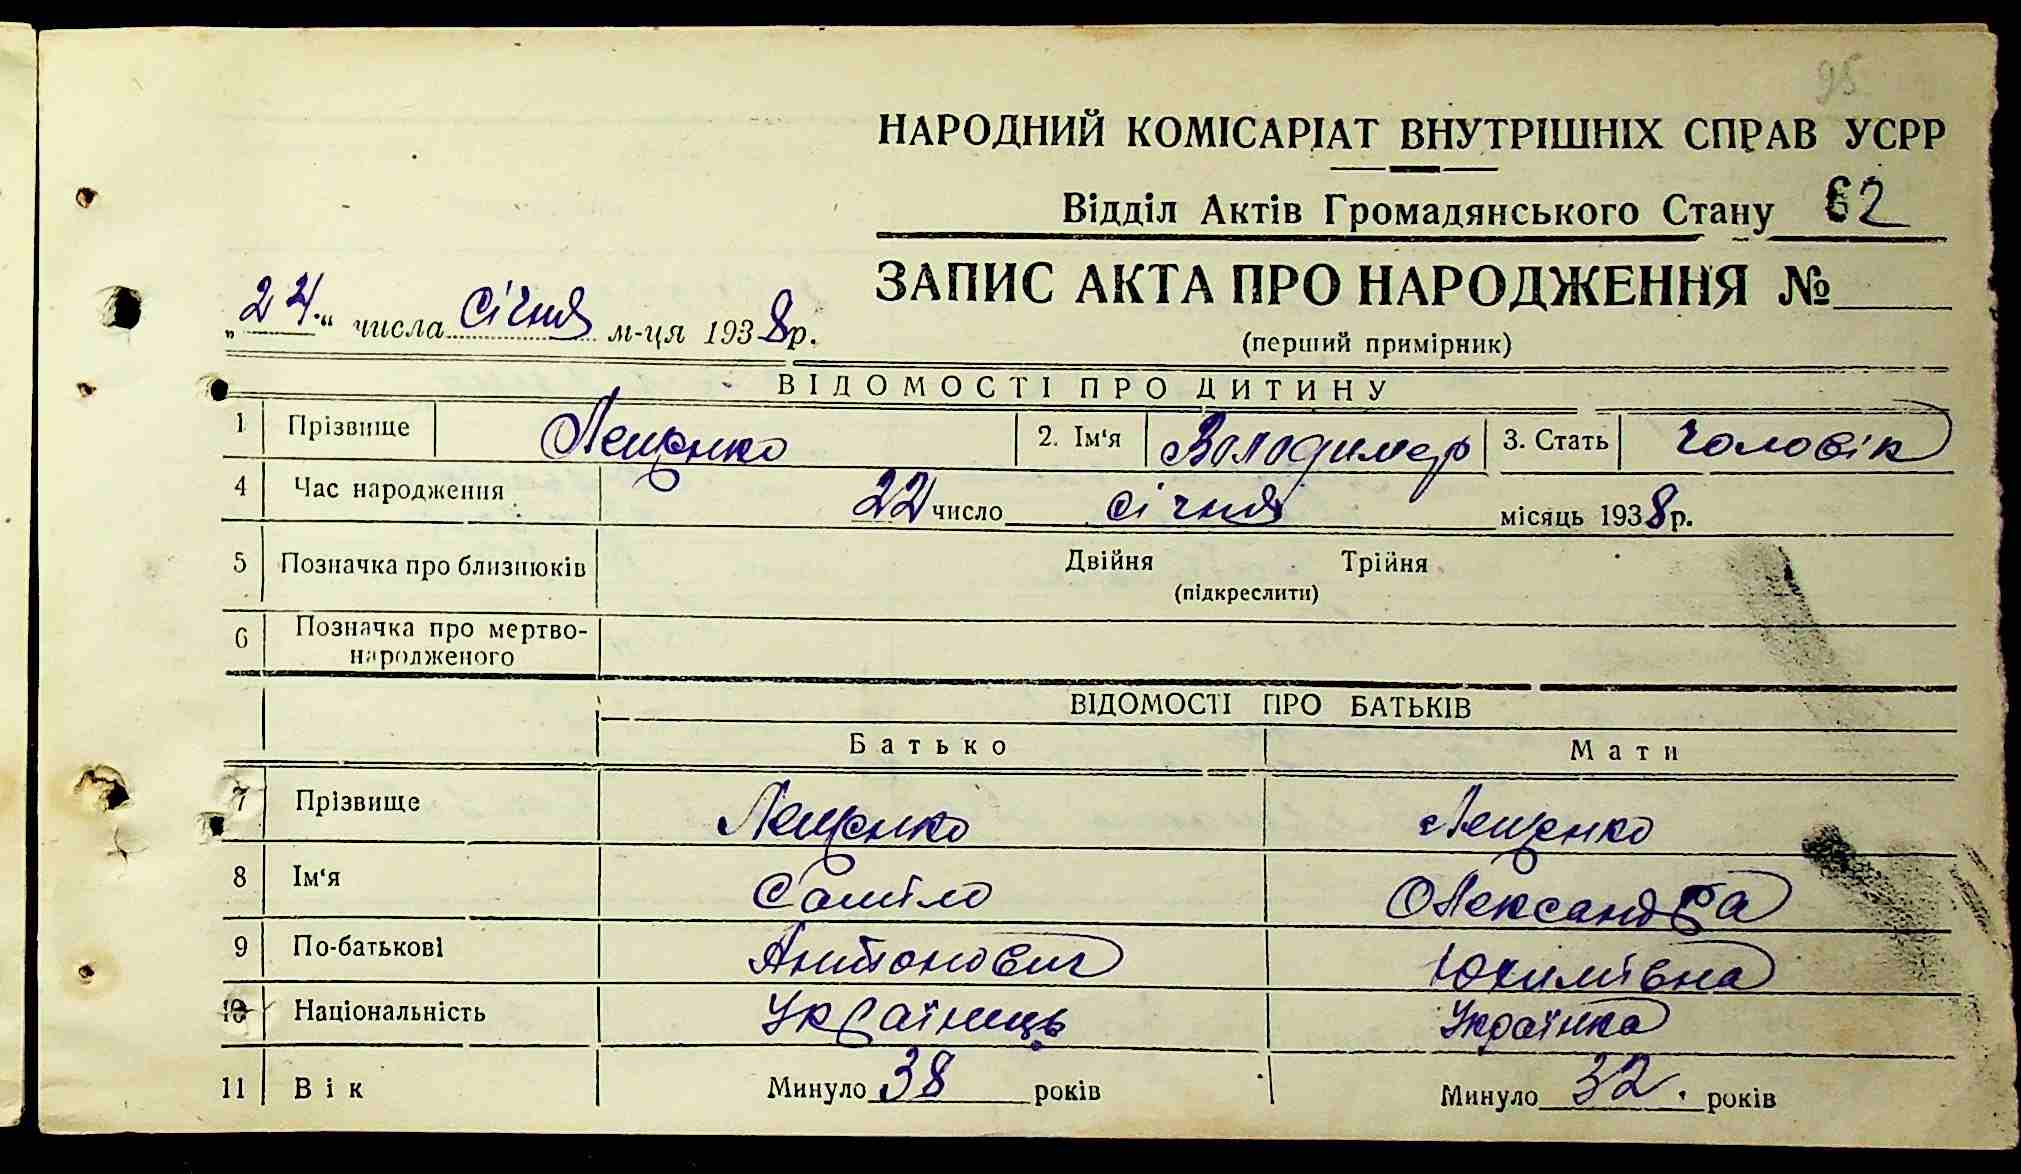 95
НАРОДНИЙ КОМІСАРІАТ ВНУТРІШНІХ СПРАВ УСРР
Відділ Актів Громадянського Стану 62
ЗАПИС АКТА ПРО НАРОДЖЕННЯ №
„24.“ числа січня м-ця 1938р.
(перший примірник)
ВІДОМОСТІ ПРО ДИТИНУ
1 Прізвище Лещенко 2. Ім‘я Володимер 3. Стать чоловік
4 Час народження 22 число січня місяць 1938р.
5 Позначка про близнюків Двійня Трійня
(підкреслити)
6 Позначка про мертво-
народженого
ВІДОМОСТІ ПРО БАТЬКІВ
Батько Мати
7 Прізвище Лещенко Лещенко
8 Ім‘я Саміло Олександра
9 По-батькові Антонович Юхимівна
10 Національність Українець Українка
11 Вік Минуло 38 років Минуло 32. років